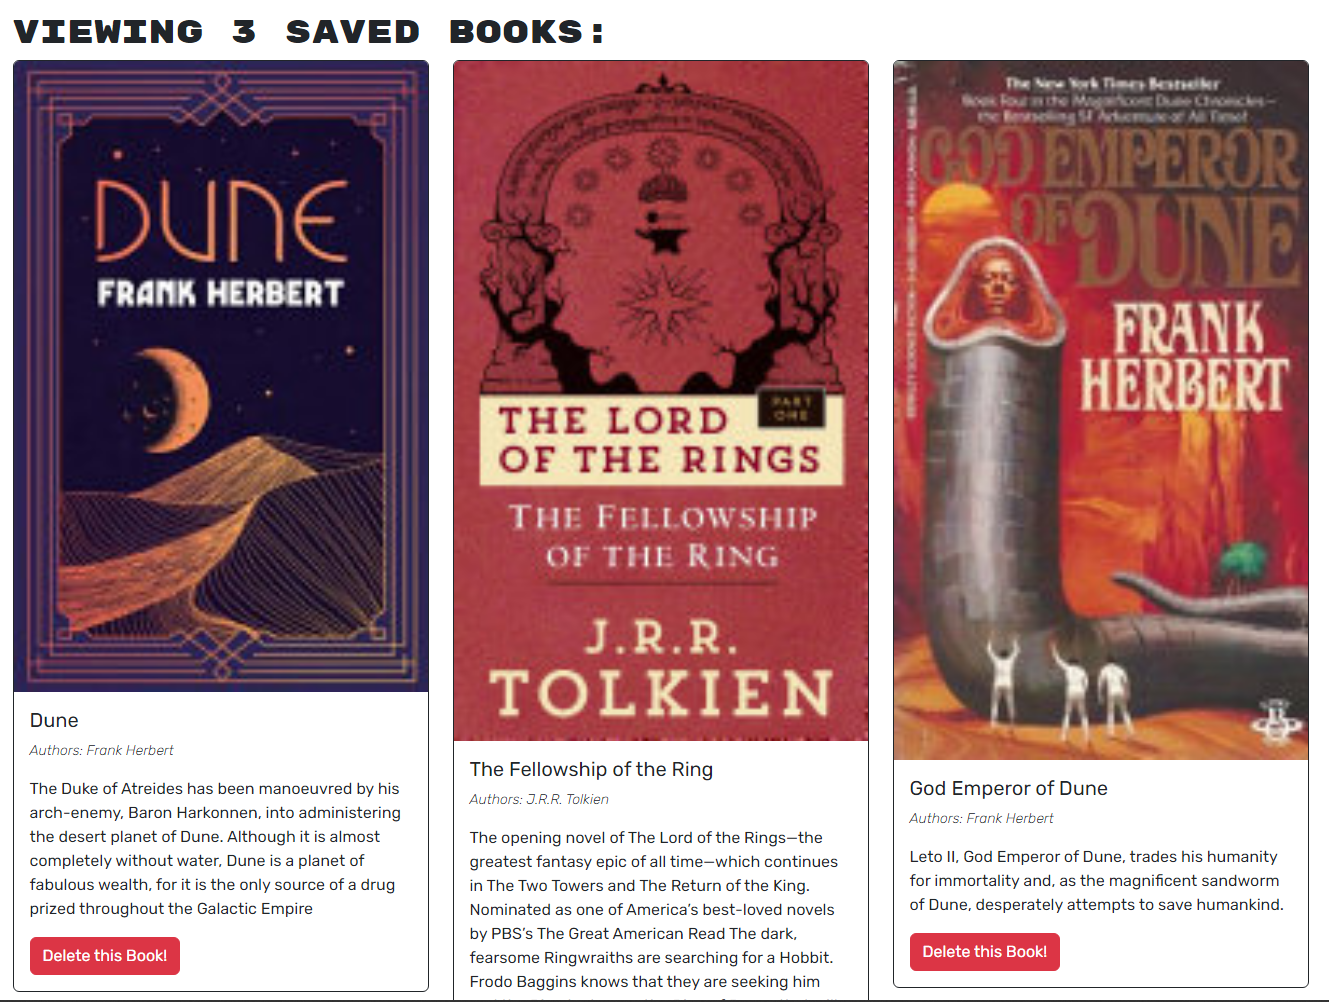 VIEWING 3 SAVED BOOKS:
DUNE
FRANK HERBERT
Dune
Authors: Frank Herbert
The Duke of Atreides has been manoeuvred by his
arch-enemy, Baron Harkonnen, into administering
the desert planet of Dune. Although it is almost
completely without water, Dune is a planet of
fabulous wealth, for it is the only source of a drug
prized throughout the Galactic Empire
Delete this Book!
PART
ONE
THE LORD
OF THE RINGS
THE FELLOWSHIP
OF THE RING
J.R.R.
TOLKIEN
The Fellowship of the Ring
Authors: J.R.R. Tolkien
The opening novel of The Lord of the Rings—the
greatest fantasy epic of all time—which continues
in The Two Towers and The Return of the King.
Nominated as one of America's best-loved novels
by PBS's The Great American Read The dark,
fearsome Ringwraiths are searching for a Hobbit.
Frodo Baggins knows that they are seeking him
The New York Times Bestseller
Book Four in the Magnificent Dune Chronicles—
the Bestselling SF Adventure of All Time!
GOD EMPEROR
OF DUNE
FRANK
HERBERT
God Emperor of Dune
Authors: Frank Herbert
Leto II, God Emperor of Dune, trades his humanity
for immortality and, as the magnificent sandworm
of Dune, desperately attempts to save humankind.
Delete this Book!